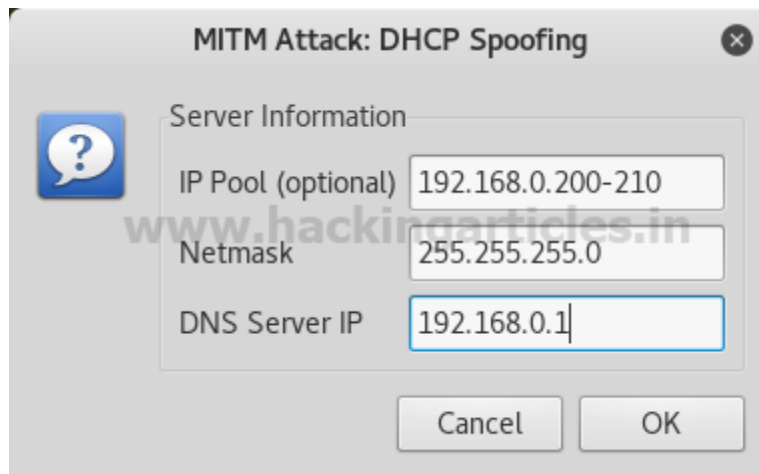 MITM Attack: DHCP Spoofing
Server Information
IP Pool (optional) 192.168.0.200-210
www.hackingarticles.in
Netmask 255.255.255.0
DNS Server IP 192.168.0.1
Cancel OK